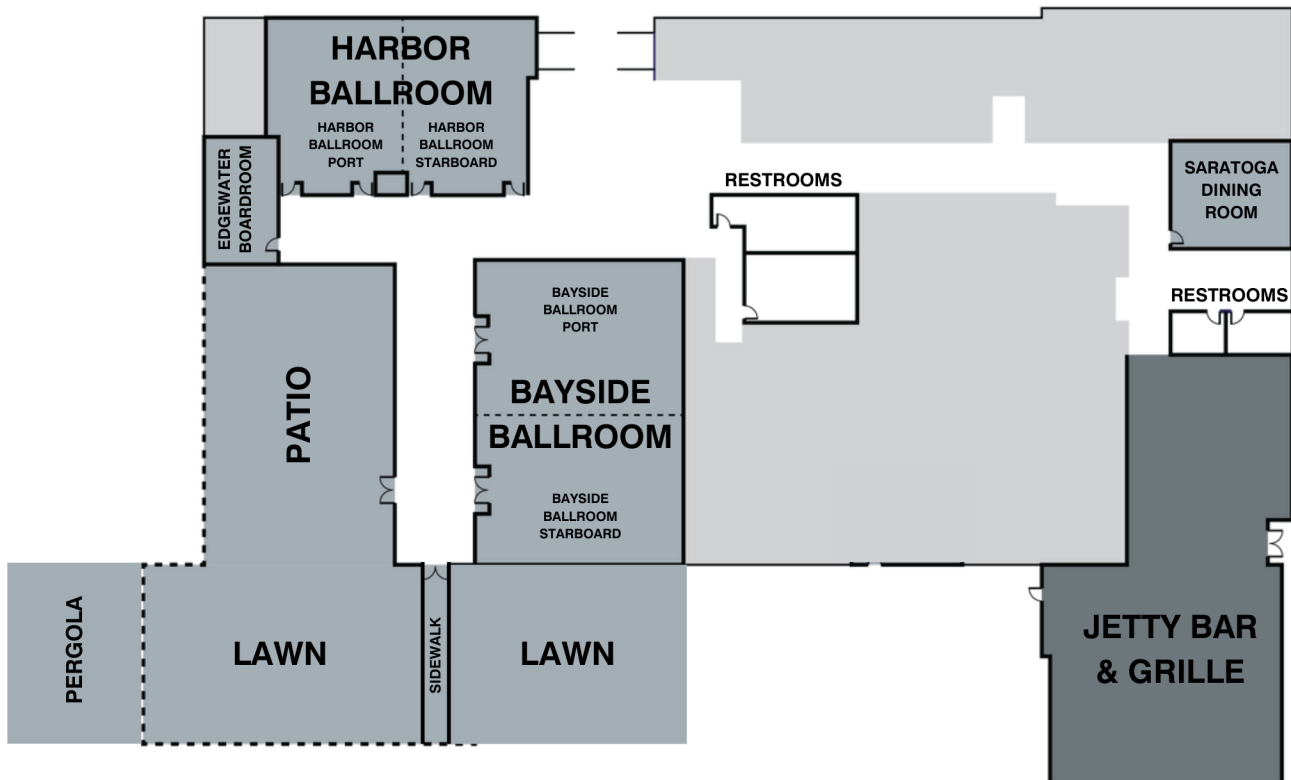 HARBOR
BALLROOM
HARBOR
BALLROOM
PORT
HARBOR
BALLROOM
STARBOARD
EDGEWATER
BOARDROOM
RESTROOMS
SARATOGA
DINING
ROOM
RESTROOMS
PATIO
BAYSIDE
BALLROOM
PORT
BAYSIDE
BALLROOM
BAYSIDE
BALLROOM
STARBOARD
PERGOLA
LAWN
SIDEWALK
LAWN
JETTY BAR
& GRILLE